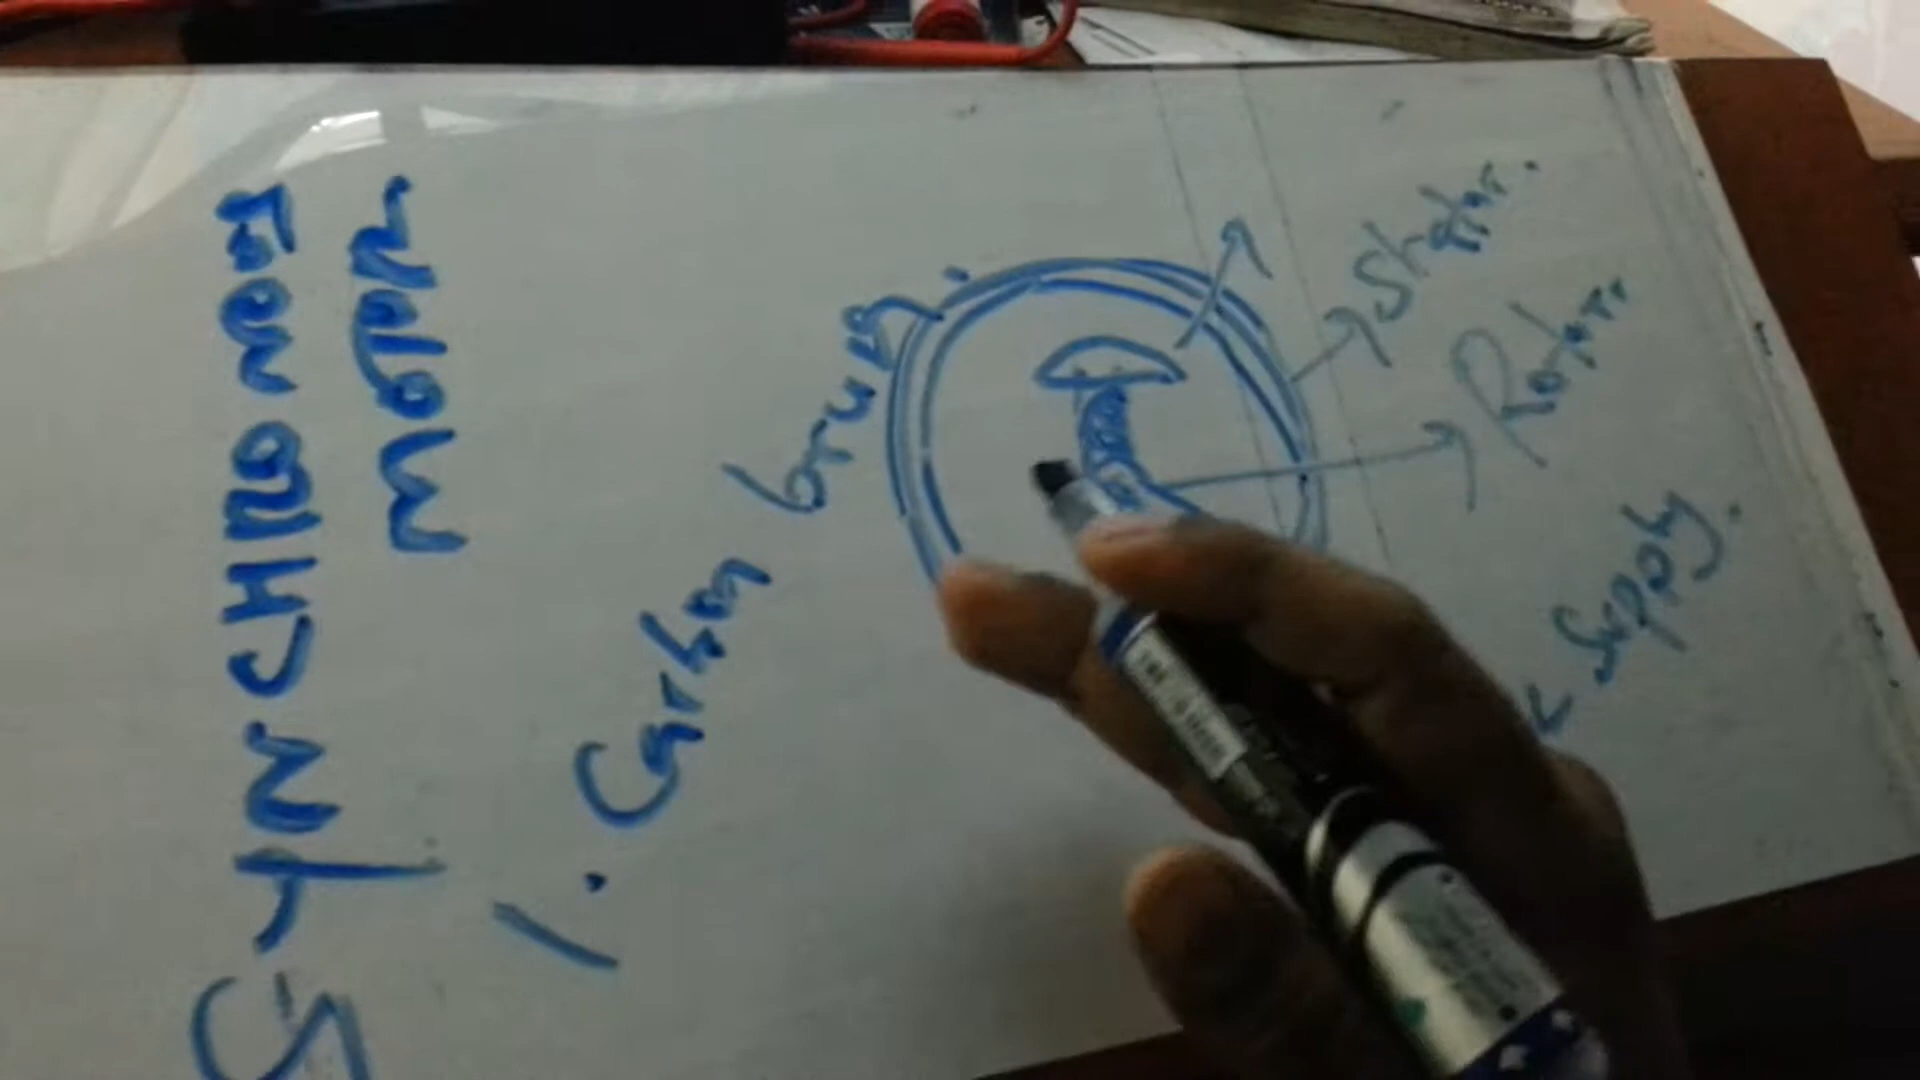 SYNCHRONOUS
MOTOR
1. Carbon brush.
Stator.
Rotor.
Supply.